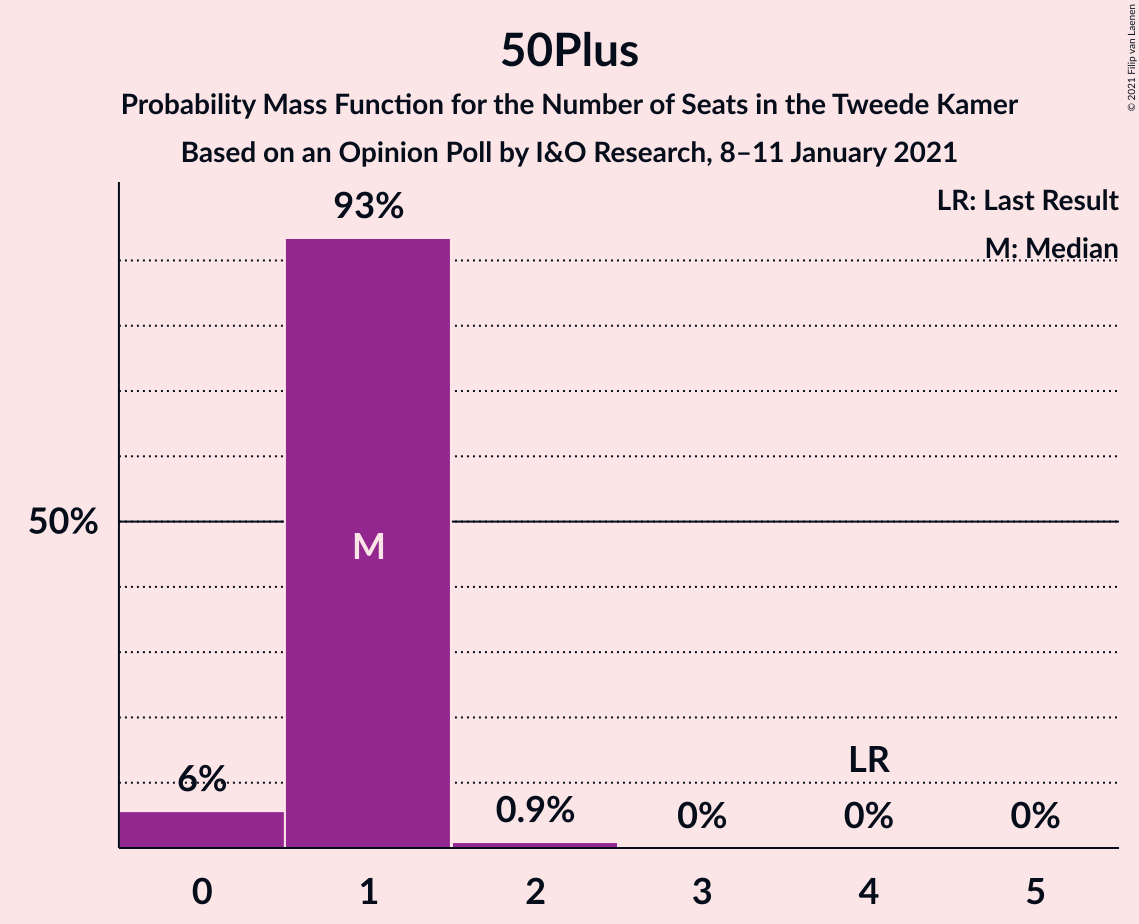 50Plus
Probability Mass Function for the Number of Seats in the Tweede Kamer
Based on an Opinion Poll by I&O Research, 8–11 January 2021
© 2021 Filip van Laenen
LR: Last Result
M: Median
93%
50%
M
6%
0.9%
0%
LR
0%
0%
0 1 2 3 4 5